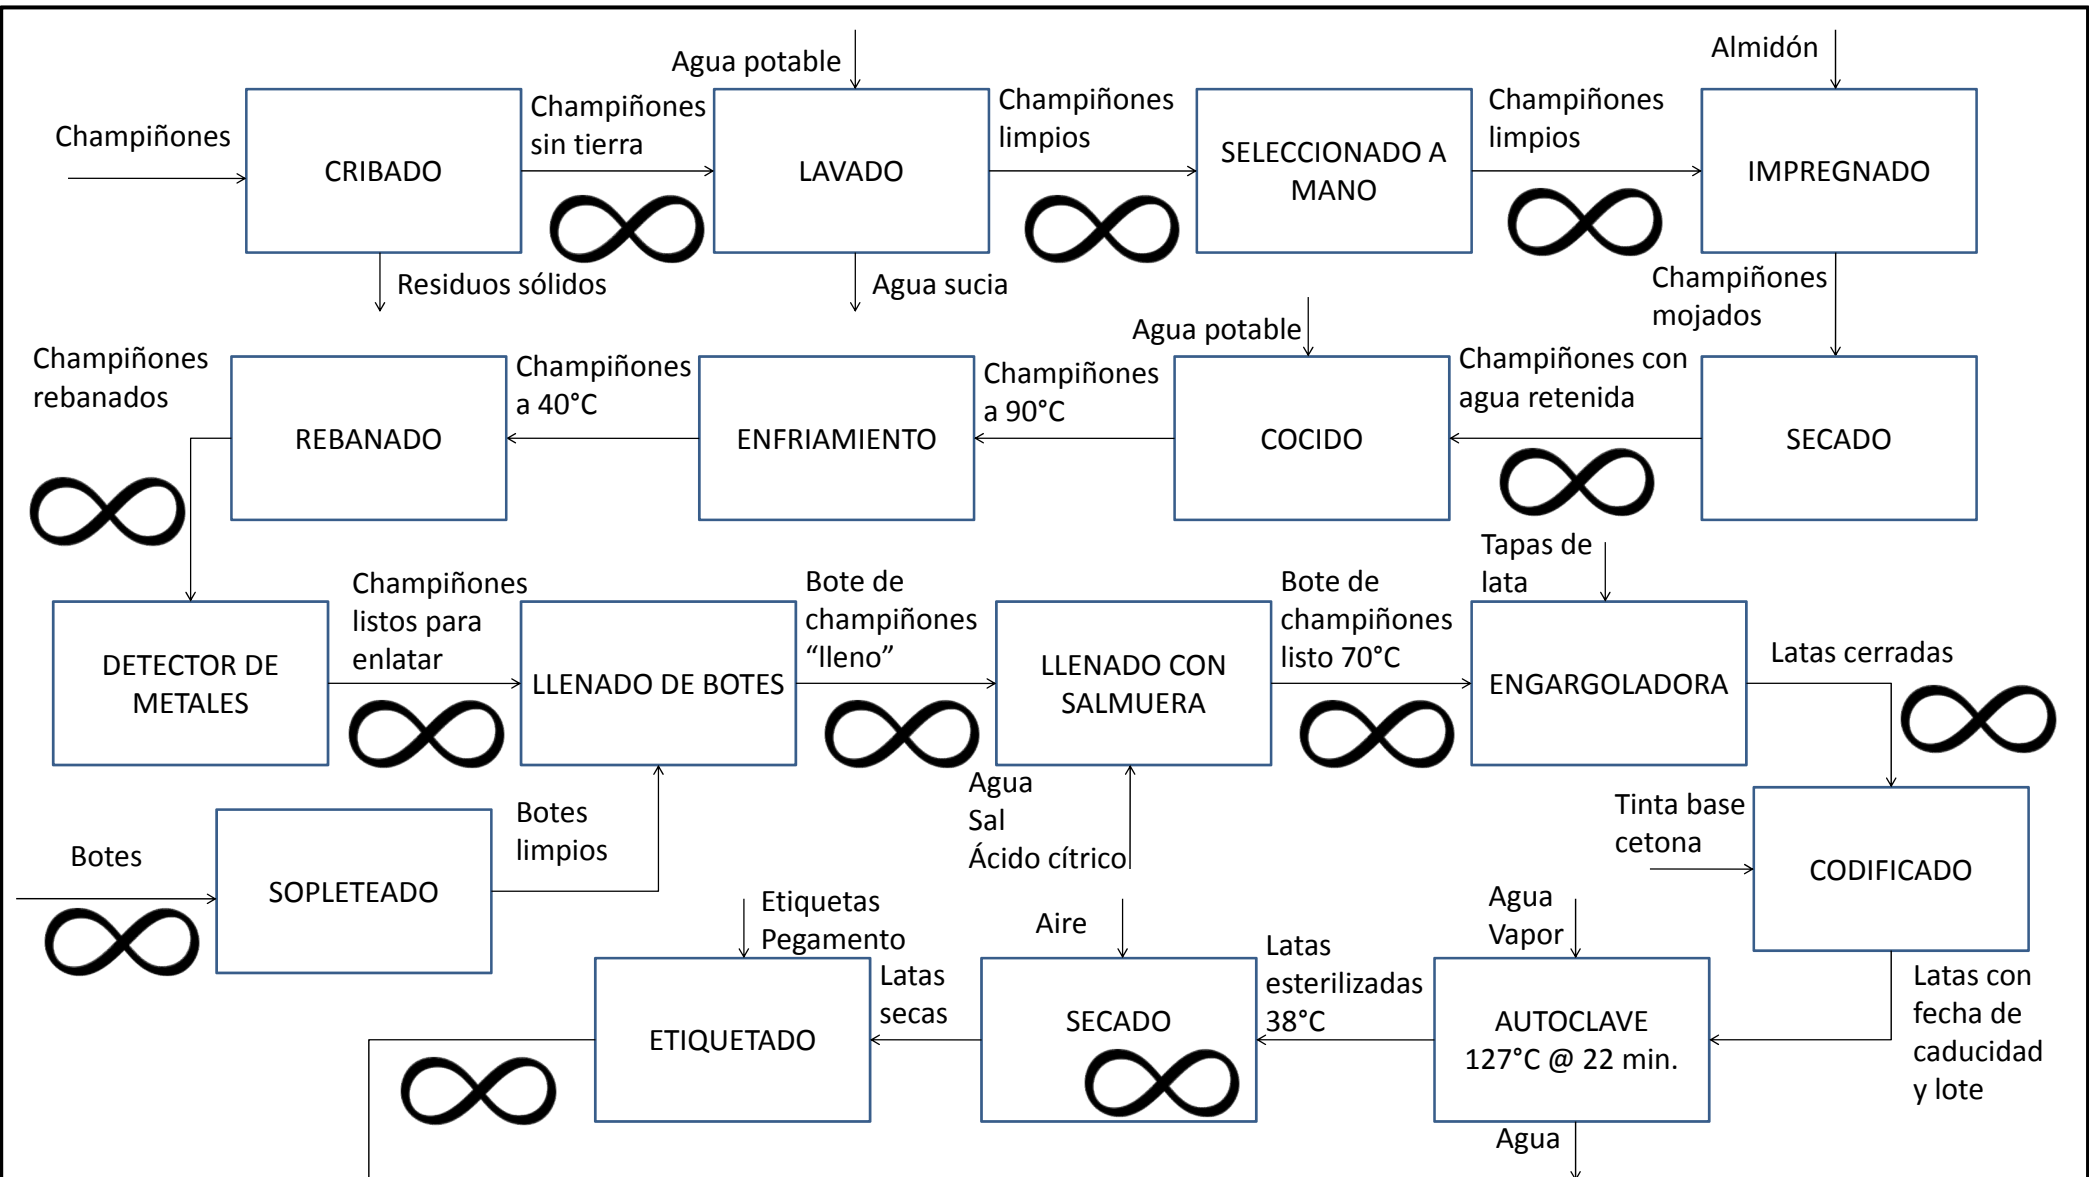 Champiñones
CRIBADO
Residuos sólidos
Champiñones
sin tierra
Agua potable
LAVADO
Agua sucia
Champiñones
limpios
SELECCIONADO A
MANO
Champiñones
limpios
Almidón
IMPREGNADO
Champiñones
mojados
SECADO
Champiñones con
agua retenida
Agua potable
COCIDO
Champiñones
a 90°C
ENFRIAMIENTO
Champiñones
a 40°C
REBANADO
Champiñones
rebanados
DETECTOR DE
METALES
Champiñones
listos para
enlatar
LLENADO DE BOTES
Botes
SOPLETEADO
Botes
limpios
Bote de
champiñones
“lleno”
LLENADO CON
SALMUERA
Agua
Sal
Ácido cítrico
Bote de
champiñones
listo 70°C
Tapas de
lata
ENGARGOLADORA
Latas cerradas
Tinta base
cetona
CODIFICADO
Latas con
fecha de
caducidad
y lote
Agua
Vapor
AUTOCLAVE
127°C @ 22 min.
Agua
Latas
esterilizadas
38°C
Aire
SECADO
Latas
secas
Etiquetas
Pegamento
ETIQUETADO